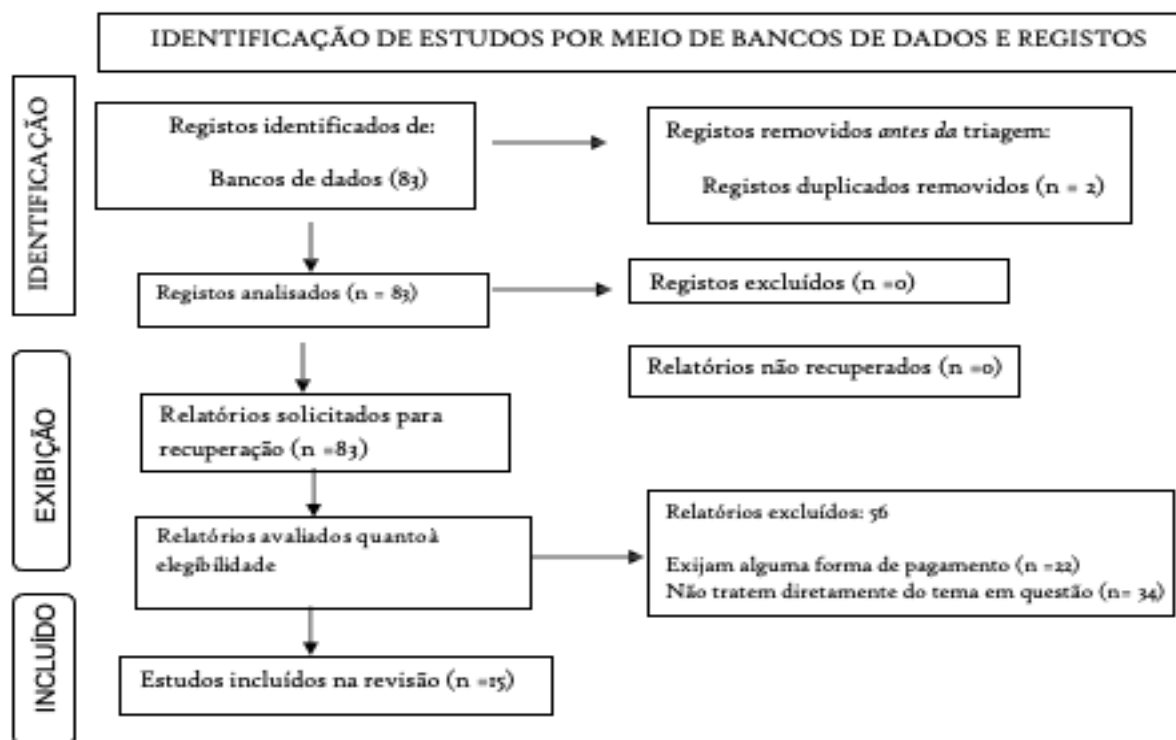 IDENTIFICAÇÃO DE ESTUDOS POR MEIO DE BANCOS DE DADOS E REGISTOS
IDENTIFICAÇÃO
Registos identificados de:
Bancos de dados (83)
Registos removidos antes da triagem:
Registos duplicados removidos (n = 2)
Registos analisados (n = 83)
Registos excluídos (n =0)
Relatórios não recuperados (n =0)
EXIBIÇÃO
Relatórios solicitados para
recuperação (n =83)
Relatórios avaliados quanto à
elegibilidade
Relatórios excluídos: 56
Exijam alguma forma de pagamento (n =22)
Não tratem diretamente do tema em questão (n= 34)
INCLUÍDO
Estudos incluídos na revisão (n =15)